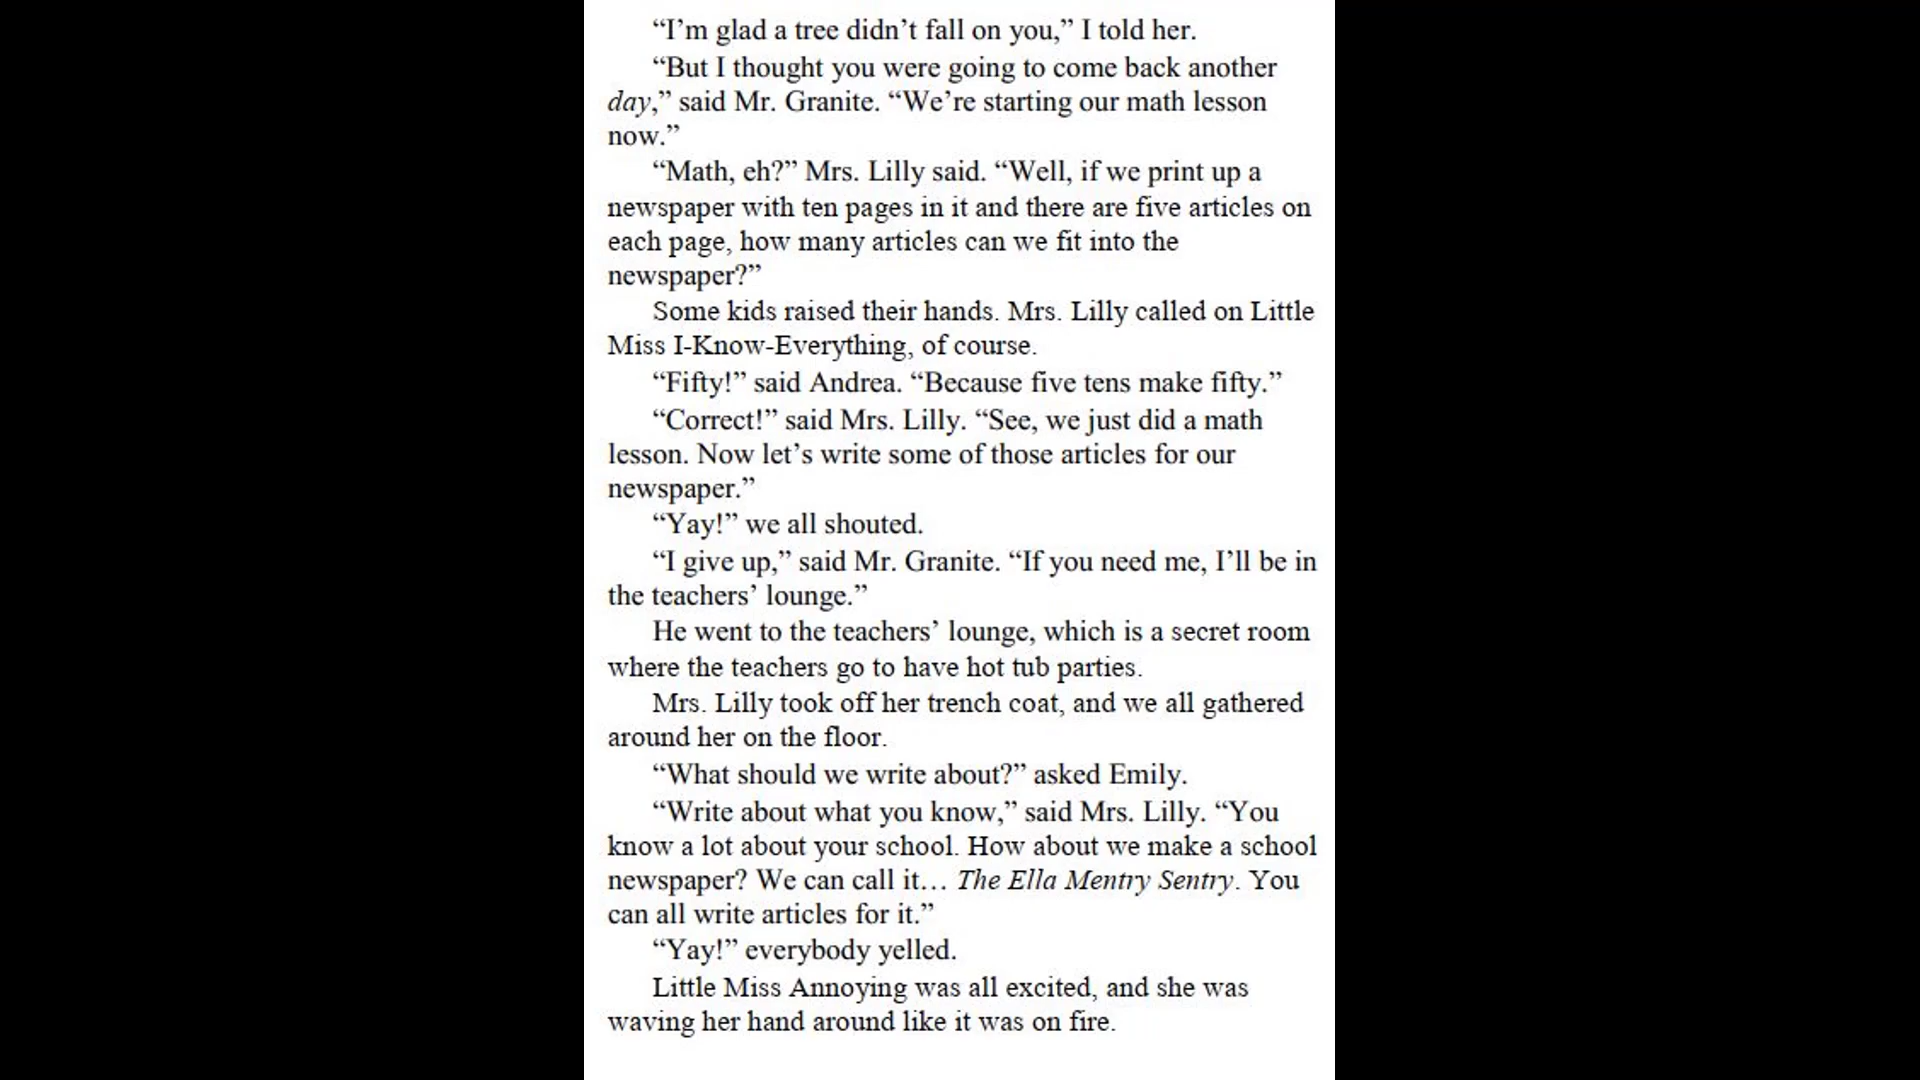 “I’m glad a tree didn’t fall on you,” I told her.
“But I thought you were going to come back another
day,” said Mr. Granite. “We’re starting our math lesson
now.”
“Math, eh?” Mrs. Lilly said. “Well, if we print up a
newspaper with ten pages in it and there are five articles on
each page, how many articles can we fit into the
newspaper?”
Some kids raised their hands. Mrs. Lilly called on Little
Miss I-Know-Everything, of course.
“Fifty!” said Andrea. “Because five tens make fifty.”
“Correct!” said Mrs. Lilly. “See, we just did a math
lesson. Now let’s write some of those articles for our
newspaper.”
“Yay!” we all shouted.
“I give up,” said Mr. Granite. “If you need me, I’ll be in
the teachers’ lounge.”
He went to the teachers’ lounge, which is a secret room
where the teachers go to have hot tub parties.
Mrs. Lilly took off her trench coat, and we all gathered
around her on the floor.
“What should we write about?” asked Emily.
“Write about what you know,” said Mrs. Lilly. “You
know a lot about your school. How about we make a school
newspaper? We can call it… The Ella Mentry Sentry. You
can all write articles for it.”
“Yay!” everybody yelled.
Little Miss Annoying was all excited, and she was
waving her hand around like it was on fire.